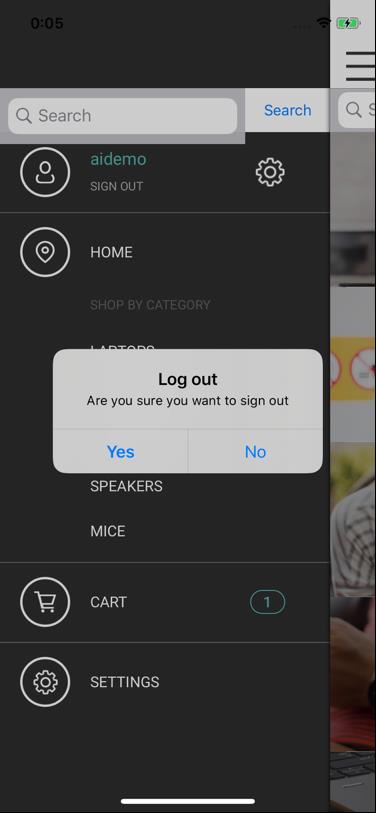 0:05
Search
Search
S
aidemo
SIGN OUT
HOME
SHOP BY CATEGORY
LAPTOPS
Log out
Are you sure you want to sign out
Yes
No
SPEAKERS
MICE
CART
1
SETTINGS